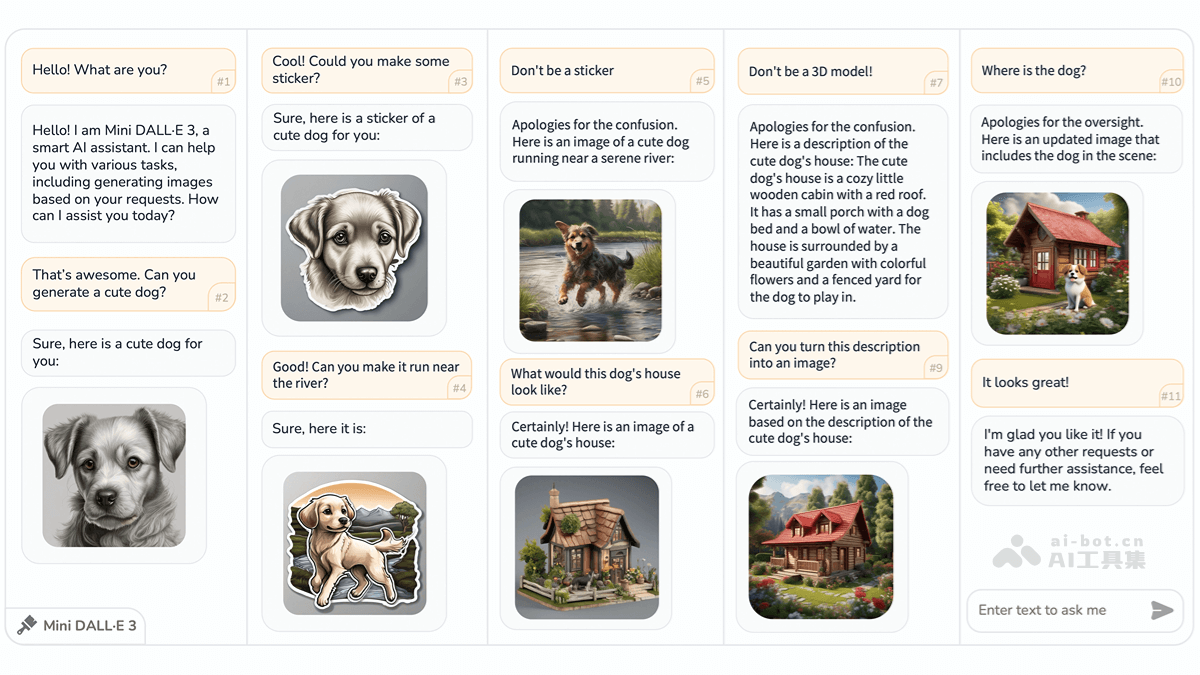 Hello! What are you?
#1
Hello! I am Mini DALL·E 3, a
smart AI assistant. I can help
you with various tasks,
including generating images
based on your requests. How
can I assist you today?
That's awesome. Can you
generate a cute dog?
#2
Sure, here is a cute dog for
you:
Mini DALL·E 3
Cool! Could you make some
sticker?
#3
Sure, here is a sticker of a
cute dog for you:
Good! Can you make it run near
the river?
#4
Sure, here it is:
Don't be a sticker
#5
Apologies for the confusion.
Here is an image of a cute dog
running near a serene river:
What would this dog's house
look like?
#6
Certainly! Here is an image of a
cute dog's house:
Don't be a 3D model!
#7
Apologies for the confusion.
Here is a description of the
cute dog's house: The cute
dog's house is a cozy little
wooden cabin with a red roof.
It has a small porch with a dog
bed and a bowl of water. The
house is surrounded by a
beautiful garden with colorful
flowers and a fenced yard for
the dog to play in.
Can you turn this description
into an image?
#9
Certainly! Here is an image
based on the description of the
cute dog's house:
Where is the dog?
#10
Apologies for the oversight.
Here is an updated image that
includes the dog in the scene:
It looks great!
#11
I'm glad you like it! If you
have any other requests or
need further assistance, feel
free to let me know.
ai-bot.cn
AI工具集
Enter text to ask me